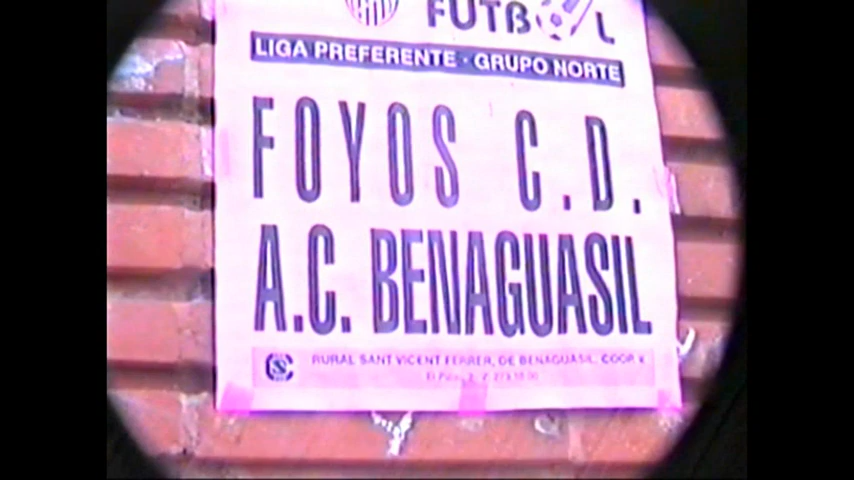 FUTBOL
LIGA PREFERENTE · GRUPO NORTE
FOYOS C.D.
A.C. BENAGUASIL
RURAL SANT VICENT FERRER, DE BENAGUASIL. COOP. V.